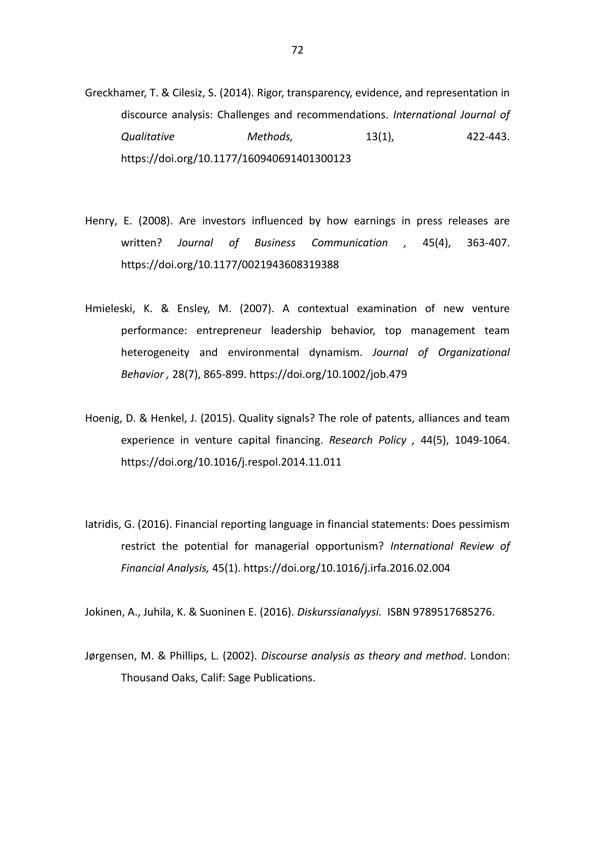 72
Greckhamer, T. & Cilesiz, S. (2014). Rigor, transparency, evidence, and representation in
discourse analysis: Challenges and recommendations. International Journal of
Qualitative Methods, 13(1), 422-443.
https://doi.org/10.1177/160940691401300123
Henry, E. (2008). Are investors influenced by how earnings in press releases are
written? Journal of Business Communication , 45(4), 363-407.
https://doi.org/10.1177/0021943608319388
Hmieleski, K. & Ensley, M. (2007). A contextual examination of new venture
performance: entrepreneur leadership behavior, top management team
heterogeneity and environmental dynamism. Journal of Organizational
Behavior , 28(7), 865-899. https://doi.org/10.1002/job.479
Hoenig, D. & Henkel, J. (2015). Quality signals? The role of patents, alliances and team
experience in venture capital financing. Research Policy , 44(5), 1049-1064.
https://doi.org/10.1016/j.respol.2014.11.011
Iatridis, G. (2016). Financial reporting language in financial statements: Does pessimism
restrict the potential for managerial opportunism? International Review of
Financial Analysis, 45(1). https://doi.org/10.1016/j.irfa.2016.02.004
Jokinen, A., Juhila, K. & Suoninen E. (2016). Diskurssianalyysi. ISBN 9789517685276.
Jørgensen, M. & Phillips, L. (2002). Discourse analysis as theory and method. London:
Thousand Oaks, Calif: Sage Publications.